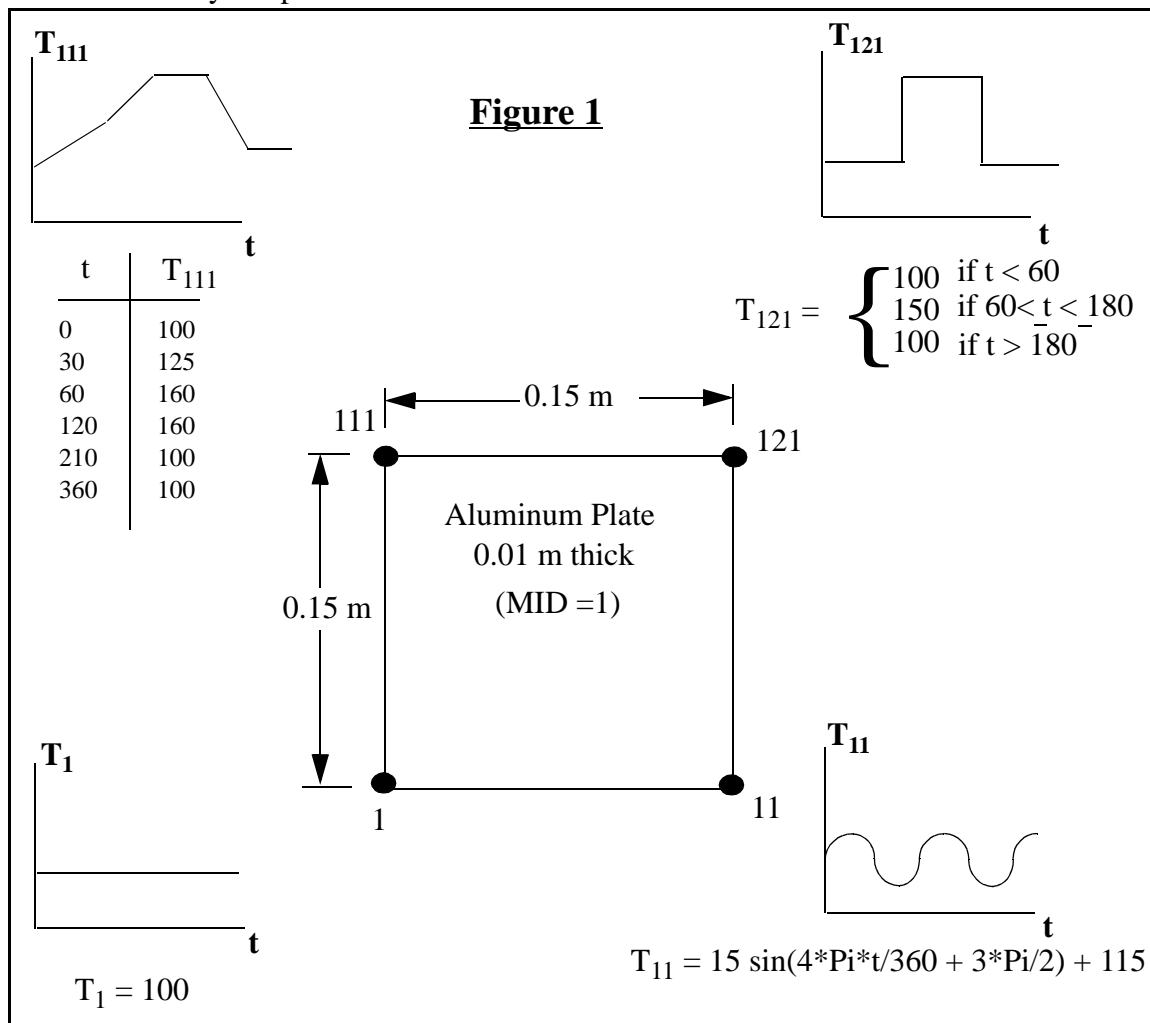 T111
T121
Figure 1
t
t
t T111
0 100
30 125
60 160
120 160
210 100
360 100
T121 = { 100 if t < 60
150 if 60< t < 180
100 if t > 180
0.15 m
111
121
Aluminum Plate
0.01 m thick
(MID =1)
0.15 m
1
11
T1
T11
t
t
T1 = 100
T11 = 15 sin(4*Pi*t/360 + 3*Pi/2) + 115